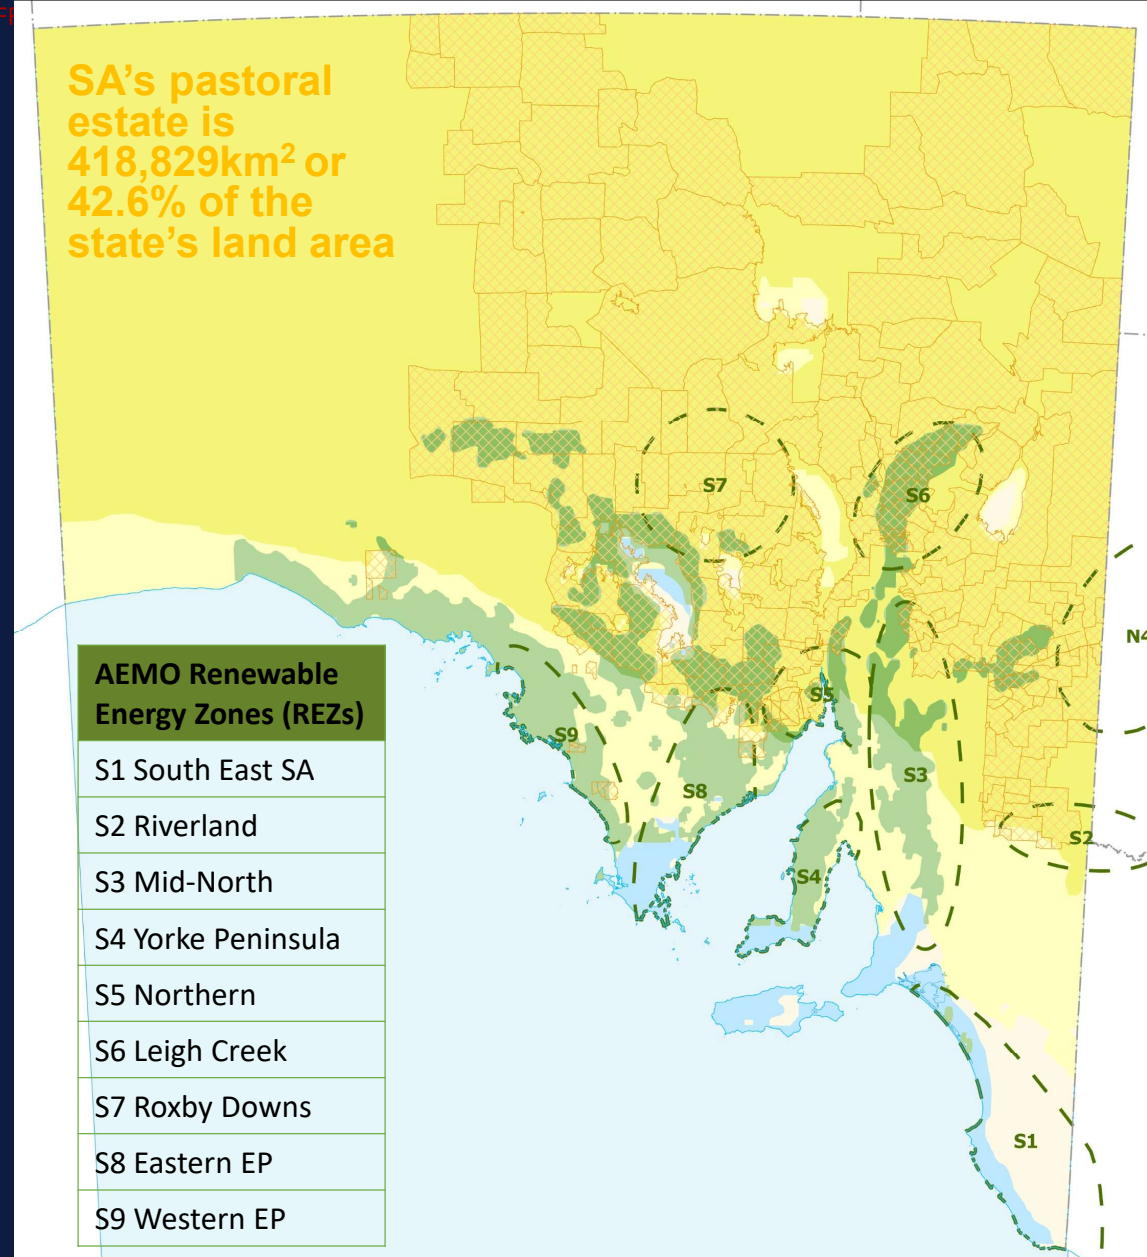 SA’s pastoral
estate is
418,829km² or
42.6% of the
state’s land area
S7
S6
N4
S5
S9
S3
S8
S2
S4
S1
AEMO Renewable
Energy Zones (REZs)
S1 South East SA
S2 Riverland
S3 Mid-North
S4 Yorke Peninsula
S5 Northern
S6 Leigh Creek
S7 Roxby Downs
S8 Eastern EP
S9 Western EP